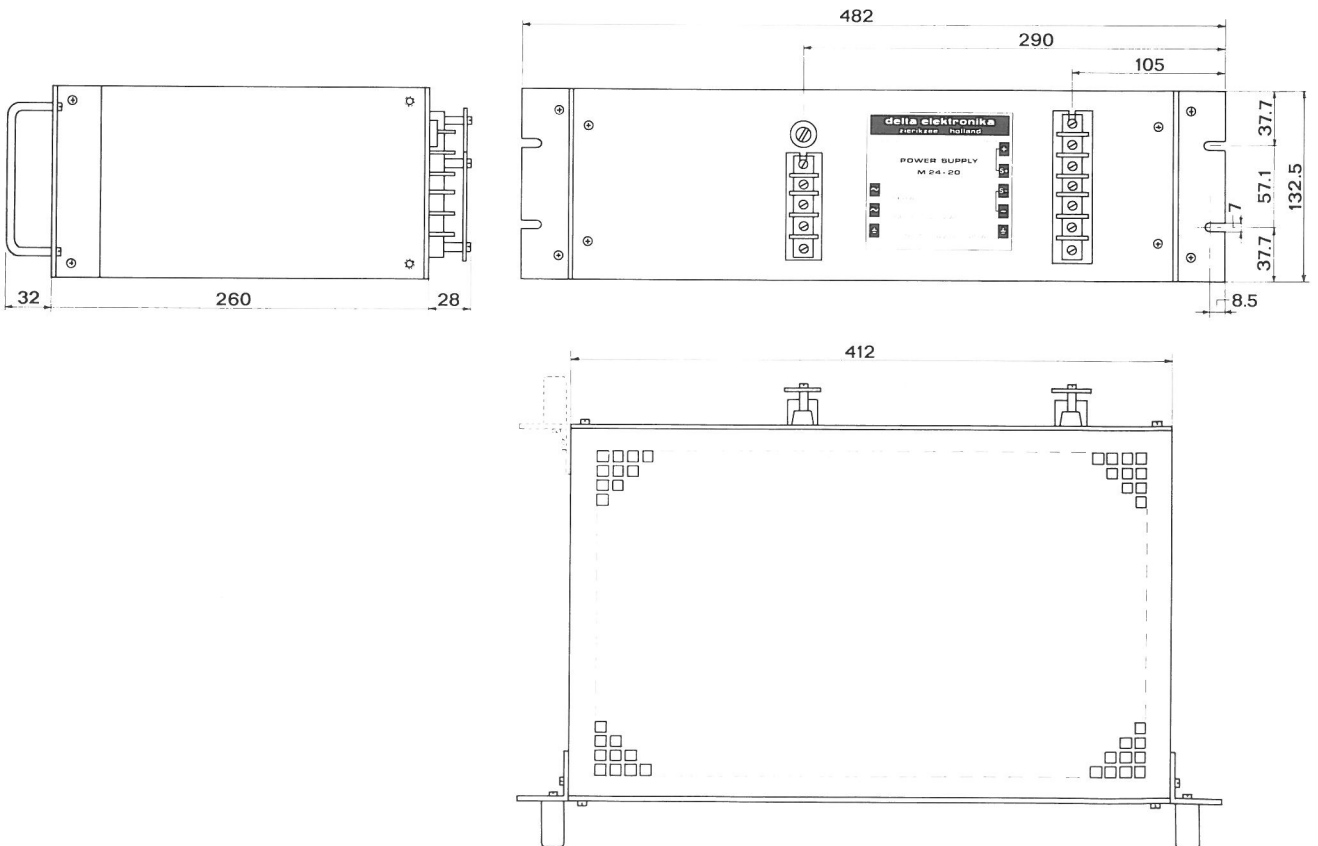 482
290
105
37.7
57.1
132.5
7
37.7
8.5
delta elektronika
zierikzee holland
POWER SUPPLY
M 24-20
+
S+
S-
-
32
260
28
412